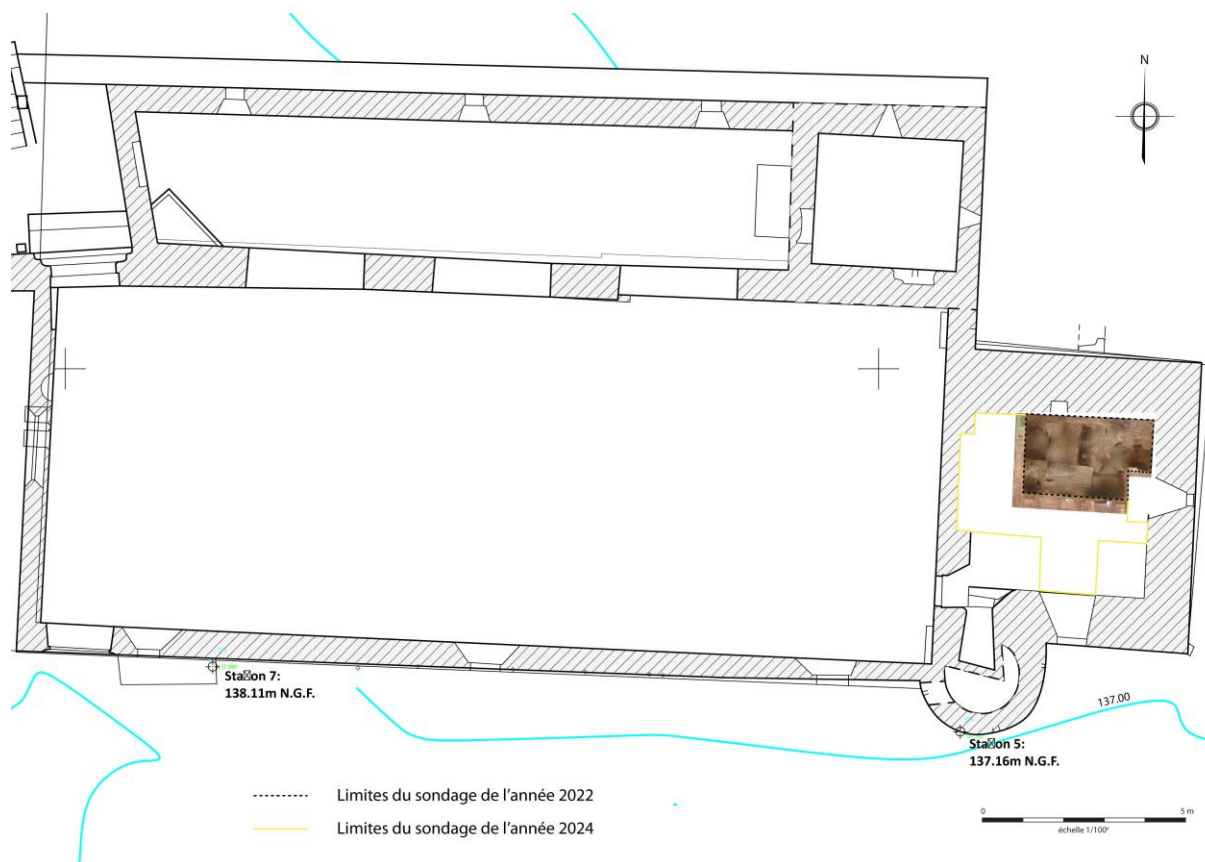 N
Sta☒on 7:
138.11m N.G.F.
137.00
Sta☒on 5:
137.16m N.G.F.
Limites du sondage de l'année 2022
Limites du sondage de l'année 2024
0 5 m
échelle 1/100e